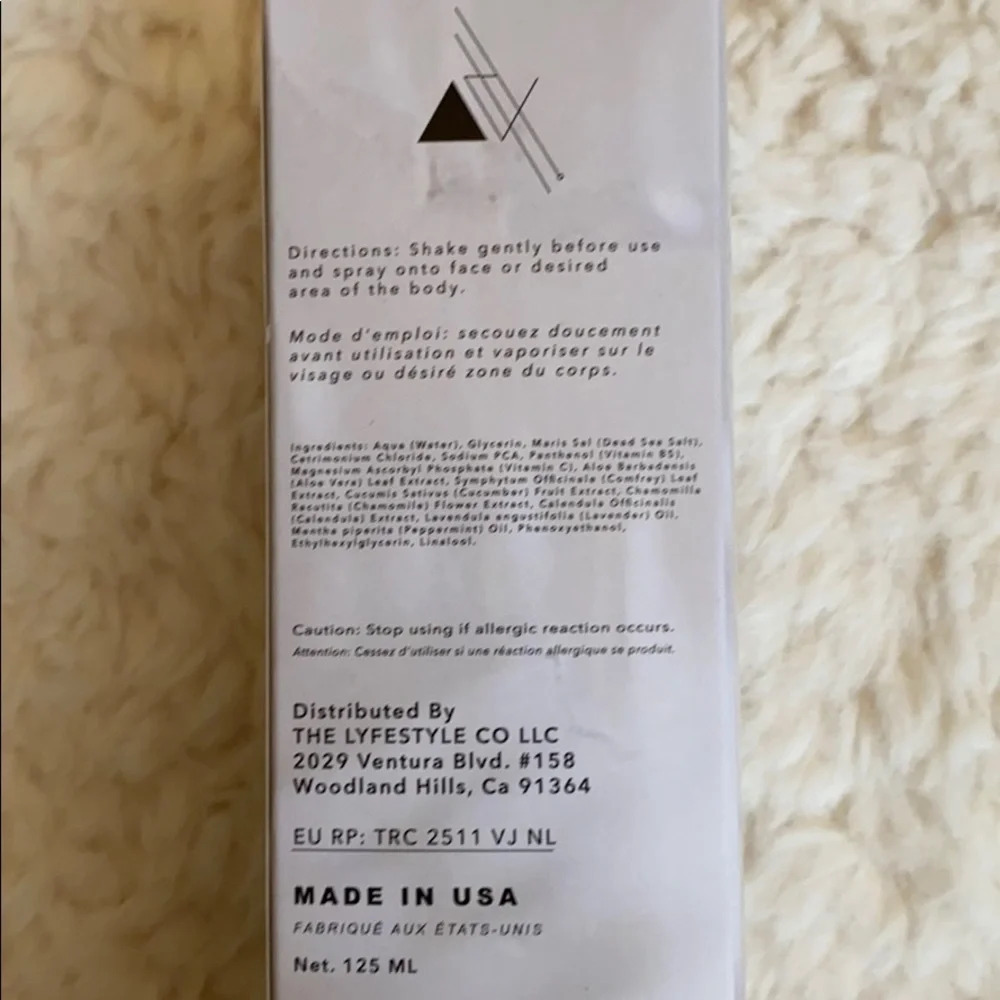 Directions: Shake gently before use
and spray onto face or desired
area of the body.
Mode d'emploi: secouez doucement
avant utilisation et vaporiser sur le
visage ou désiré zone du corps.
Ingredients: Aqua (Water), Glycerin, Maris Sal (Dead Sea Salt),
Cetrimonium Chloride, Sodium PCA, Panthenol (Vitamin B5),
Magnesium Ascorbyl Phosphate (Vitamin C), Aloe Barbadensis
(Aloe Vera) Leaf Extract, Symphytum Officinale (Comfrey) Leaf
Extract, Cucumis Sativus (Cucumber) Fruit Extract, Chamomilla
Recutita (Chamomile) Flower Extract, Calendula Officinalis
(Calendula) Extract, Lavendula angustifolia (Lavender) Oil,
Mentha piperita (Peppermint) Oil, Phenoxyethanol,
Ethylhexylglycerin, Linalool.
Caution: Stop using if allergic reaction occurs.
Attention: Cessez d'utiliser si une réaction allergique se produit.
Distributed By
THE LYFESTYLE CO LLC
2029 Ventura Blvd. #158
Woodland Hills, Ca 91364
EU RP: TRC 2511 VJ NL
MADE IN USA
FABRIQUÉ AUX ÉTATS-UNIS
Net. 125 ML